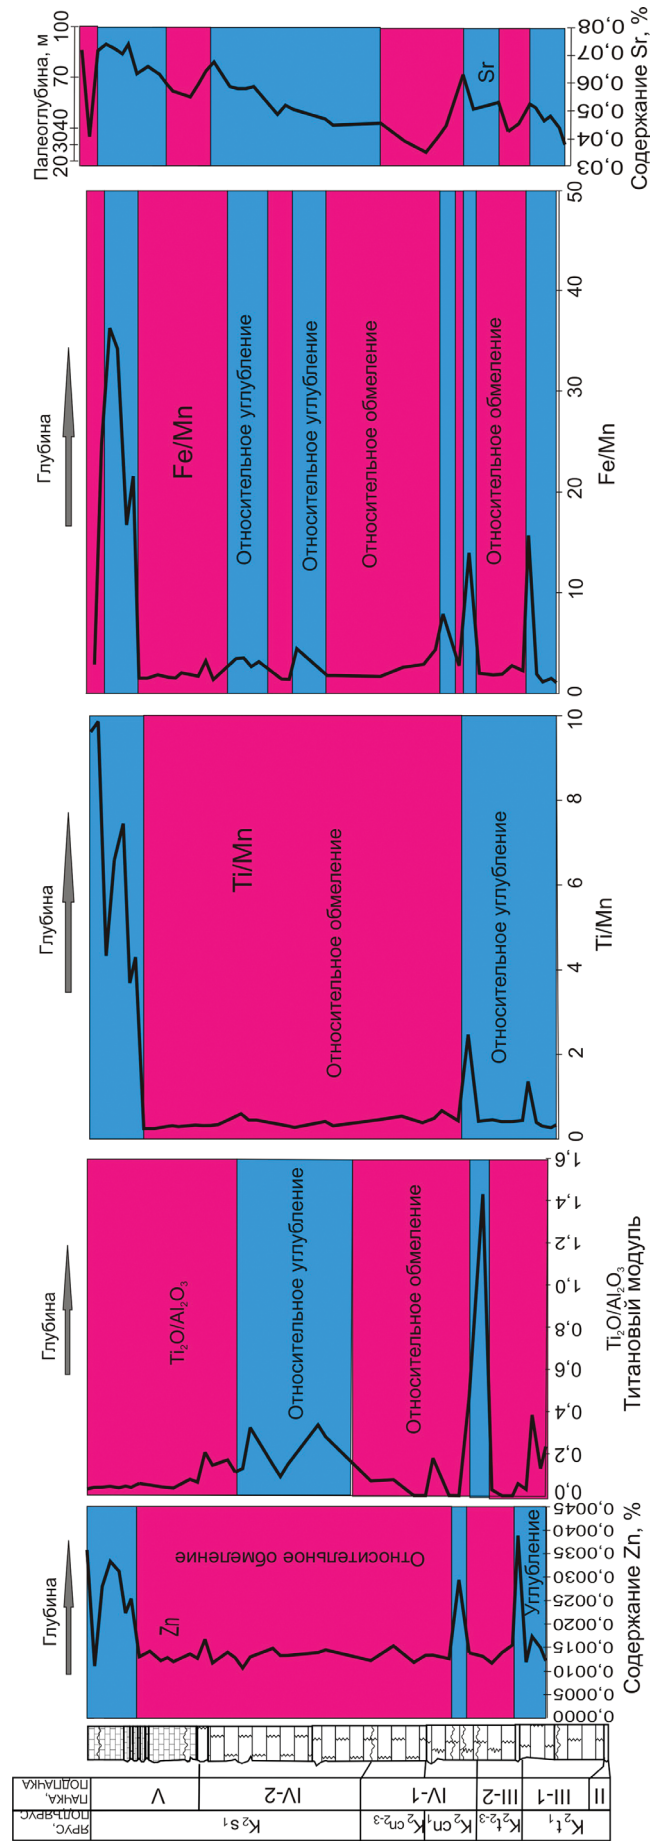 Палеоглубина, м
20
30
40
70
100
Sr
0,03
0,04
0,05
0,06
0,07
0,08
Содержание Sr, %
Глубина
Fe/Mn
Относительное углубление
Относительное углубление
Относительное обмеление
Относительное обмеление
0
10
20
30
40
50
Fe/Mn
Глубина
Ti/Mn
Относительное обмеление
Относительное углубление
0
2
4
6
8
10
Ti/Mn
Глубина
Ti₂O/Al₂O₃
Относительное углубление
Относительное обмеление
0,0
0,2
0,4
0,6
0,8
1,0
1,2
1,4
1,6
Ti₂O/Al₂O₃
Титановый модуль
Глубина
Zn
Относительное обмеление
Углубление
0,0000
0,0005
0,0010
0,0015
0,0020
0,0025
0,0030
0,0035
0,0040
0,0045
Содержание Zn, %
ПАЧКА,
ПОДПАЧКА
V
IV-2
IV-1
III-2
III-1
II
ЯРУС,
ПОДЪЯРУС
K₂s₁
K₂cn₂₋₃
K₂cn₁
K₂t₂₋₃
K₂t₁